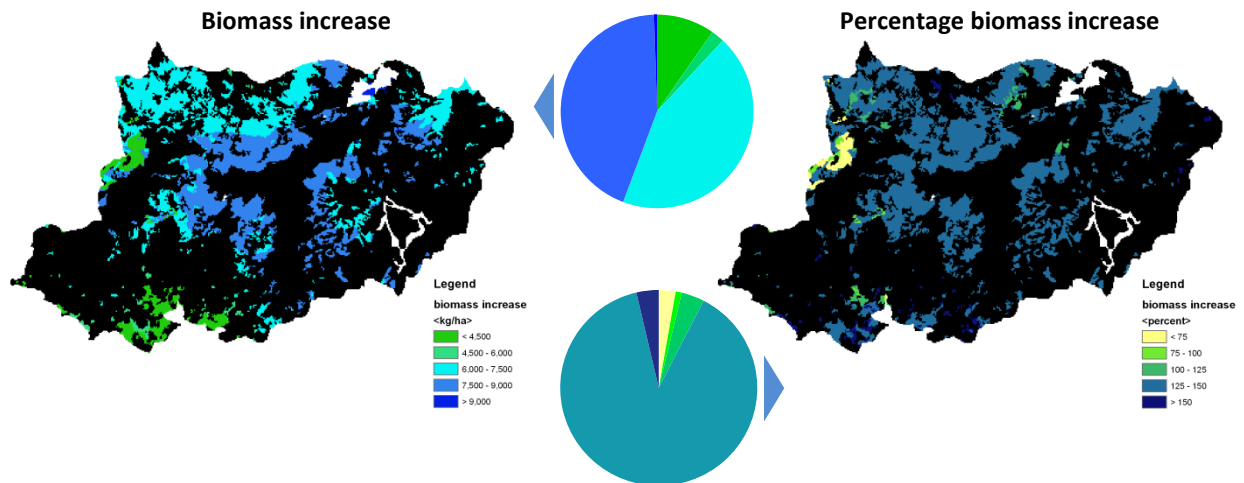 Biomass increase
Legend
biomass increase
<kg/ha>
< 4,500
4,500 - 6,000
6,000 - 7,500
7,500 - 9,000
> 9,000
Percentage biomass increase
Legend
biomass increase
<percent>
< 75
75 - 100
100 - 125
125 - 150
> 150